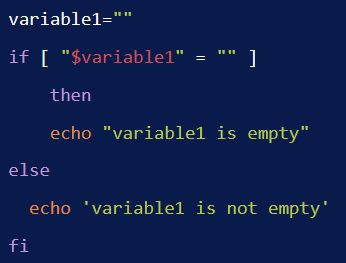 variable1=""
if [ "$variable1" = "" ]
    then
    echo "variable1 is empty"
else
  echo 'variable1 is not empty'
fi